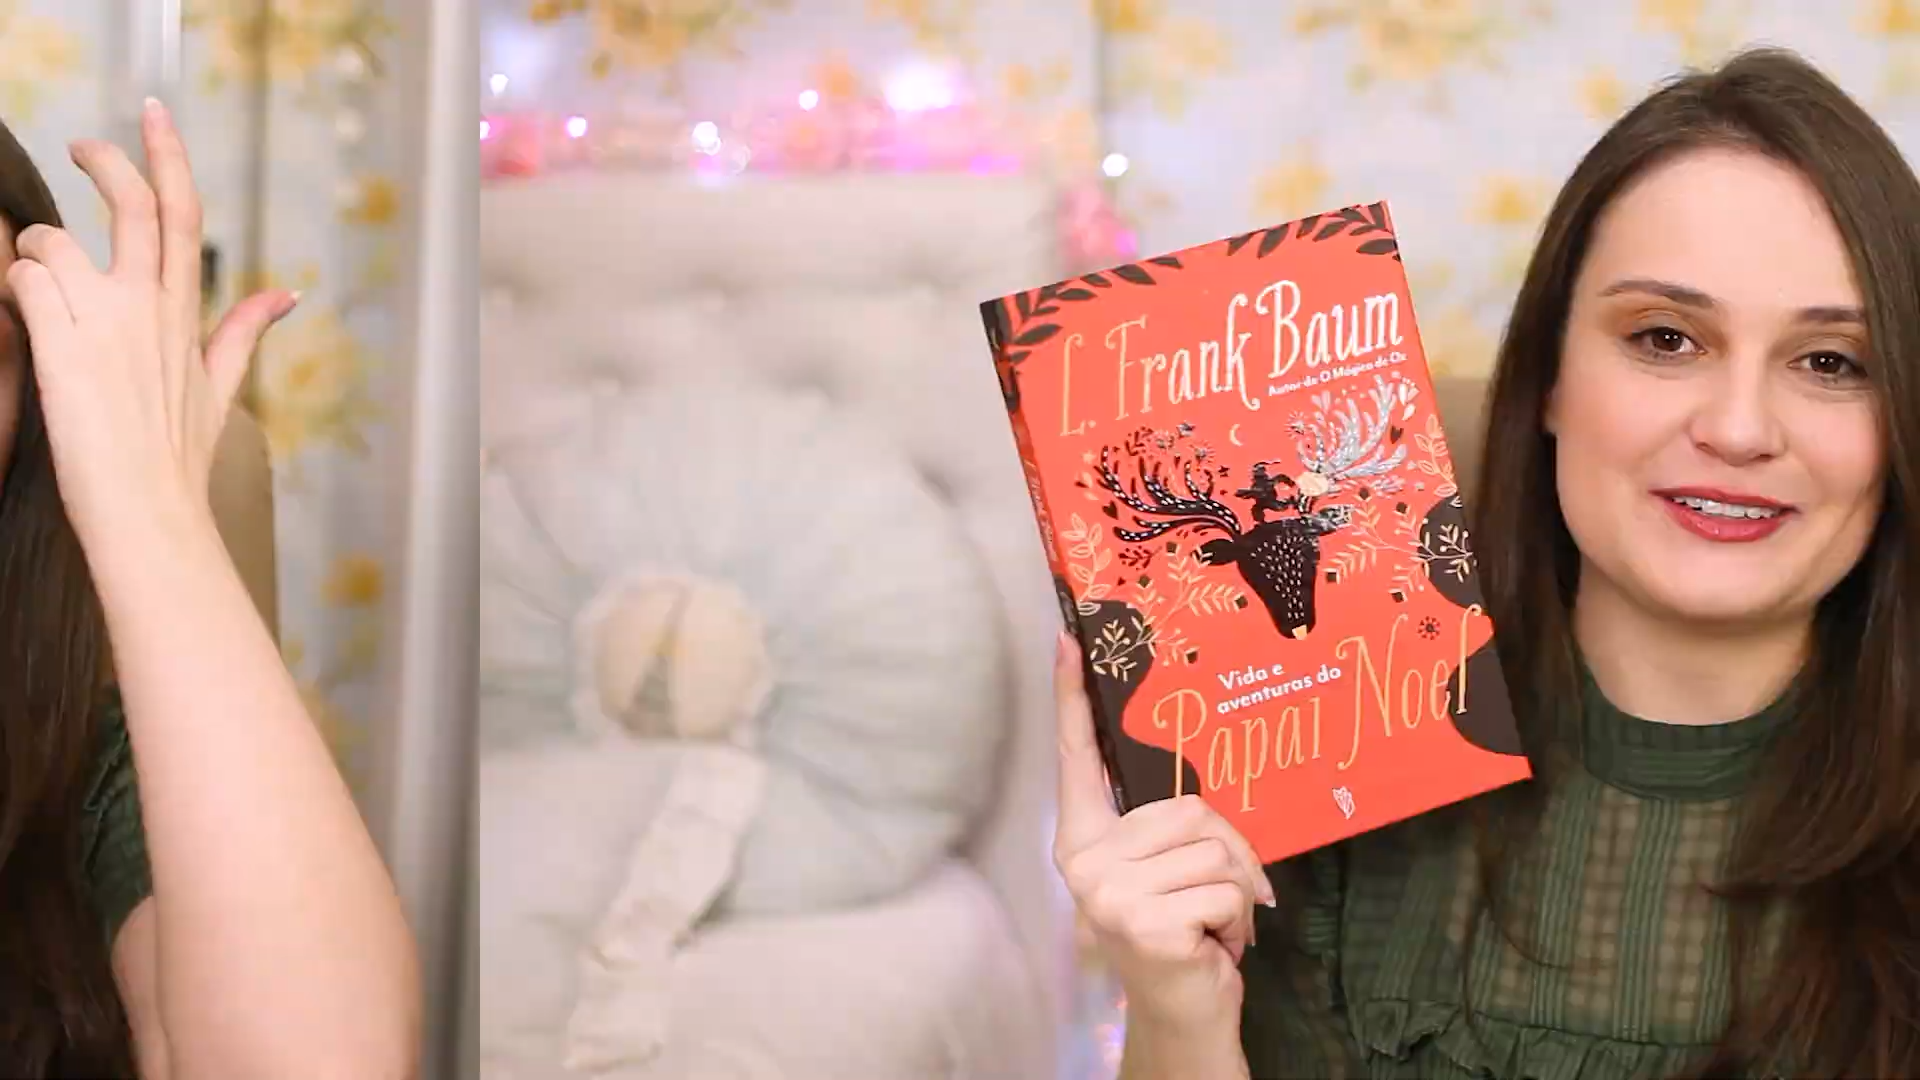 L. Frank Baum
Autor de O Mágico de Oz
Vida e
aventuras do
Papai Noel